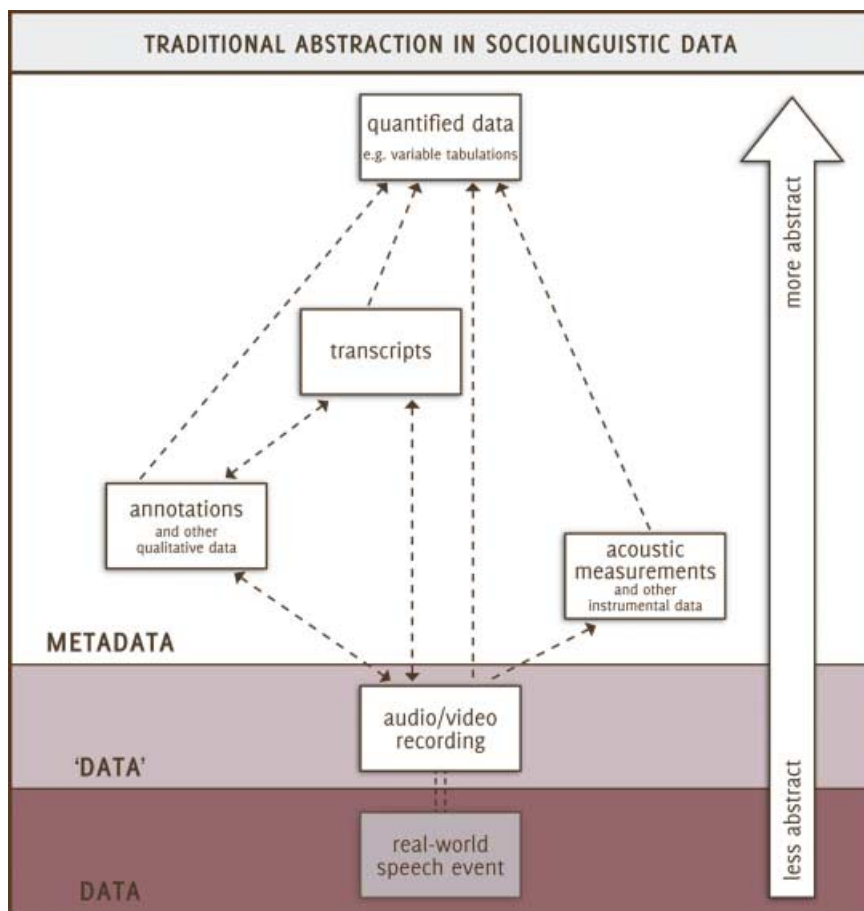 TRADITIONAL ABSTRACTION IN SOCIOLINGUISTIC DATA
quantified data
e.g. variable tabulations
more abstract
transcripts
annotations
and other
qualitative data
acoustic
measurements
and other
instrumental data
METADATA
audio/video
recording
'DATA'
real-world
speech event
less abstract
DATA